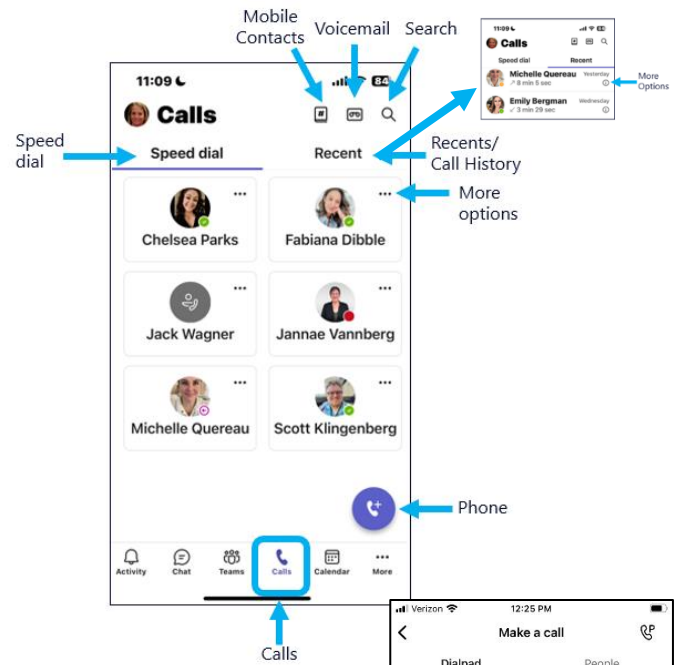 Mobile Contacts
Voicemail
Search
11:09
84
Calls
Speed dial
Recent
Speed dial
Recents/
Call History
More options
Chelsea Parks
Fabiana Dibble
Jack Wagner
Jannae Vannberg
Michelle Quereau
Scott Klingenberg
Phone
Activity
Chat
Teams
Calls
Calendar
More
Calls
11:09
Calls
Speed dial
Recent
Michelle Quereau
Yesterday
8 min 5 sec
Emily Bergman
Wednesday
3 min 29 sec
More Options
Verizon
12:25 PM
Make a call
Dialpad
People